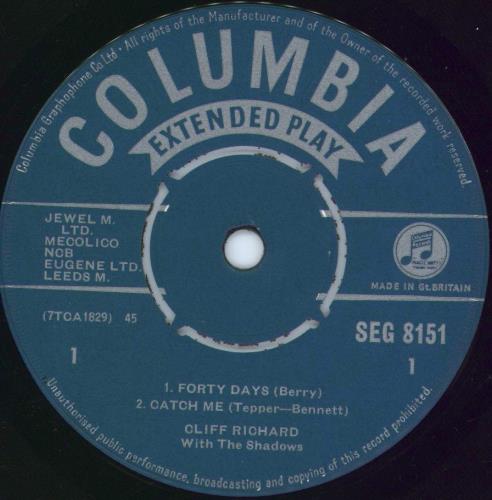 Columbia Graphophone Co Ltd · All rights of the Manufacturer and of the Owner of the recorded work reserved.
COLUMBIA
EXTENDED PLAY
JEWEL M.
LTD.
MECOLICO
NCB
EUGENE LTD.
LEEDS M.
MADE IN Gt. BRITAIN
(7TCA1829) 45
SEG 8151
1
1
1. FORTY DAYS (Berry)
2. CATCH ME (Tepper—Bennett)
CLIFF RICHARD
With The Shadows
Unauthorised public performance, broadcasting and copying of this record prohibited.